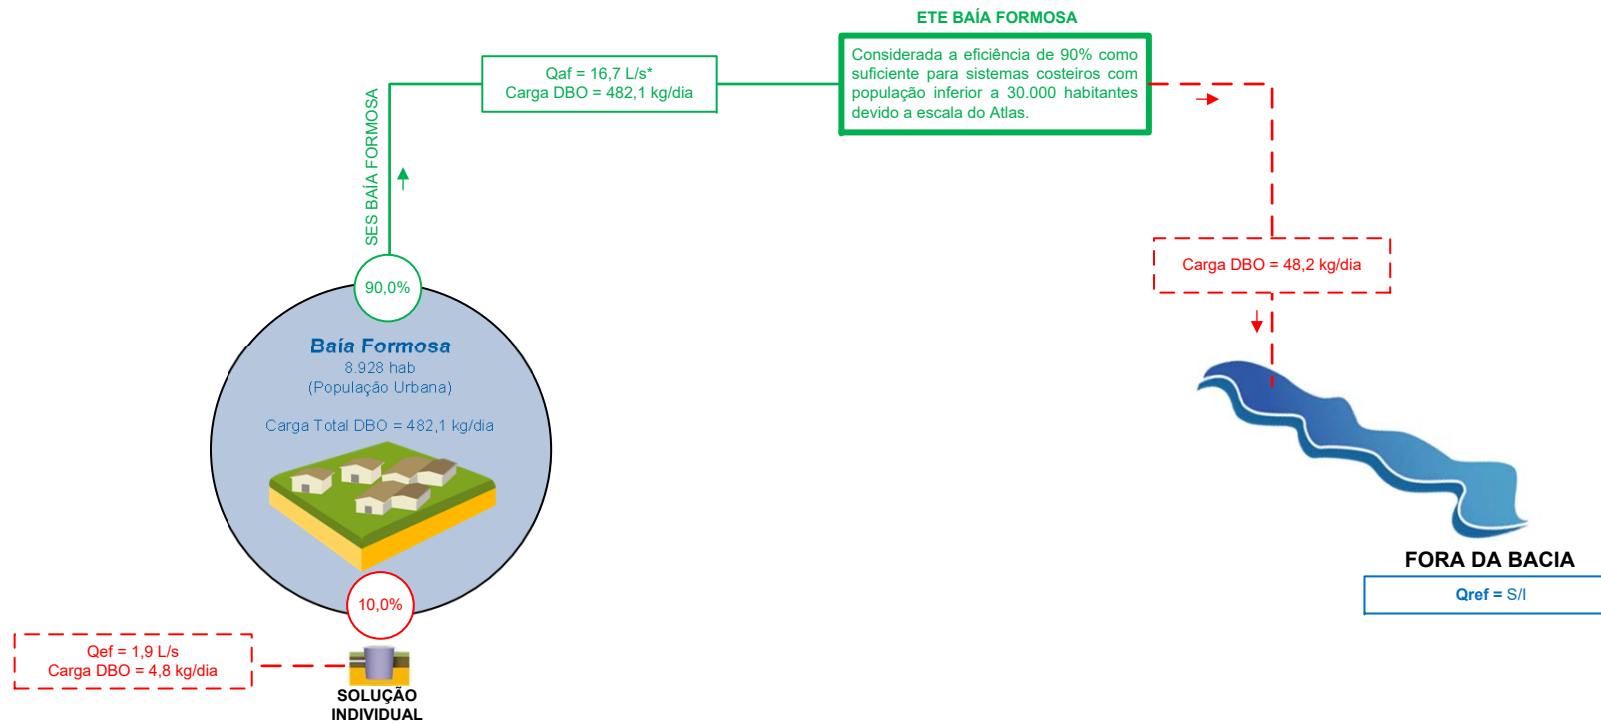 ETE BAÍA FORMOSA
Considerada a eficiência de 90% como
suficiente para sistemas costeiros com
população inferior a 30.000 habitantes
devido a escala do Atlas.
Qaf = 16,7 L/s*
Carga DBO = 482,1 kg/dia
SES BAÍA FORMOSA
Carga DBO = 48,2 kg/dia
90,0%
Baía Formosa
8.928 hab
(População Urbana)
Carga Total DBO = 482,1 kg/dia
FORA DA BACIA
Qref = S/I
10,0%
Qef = 1,9 L/s
Carga DBO = 4,8 kg/dia
SOLUÇÃO
INDIVIDUAL